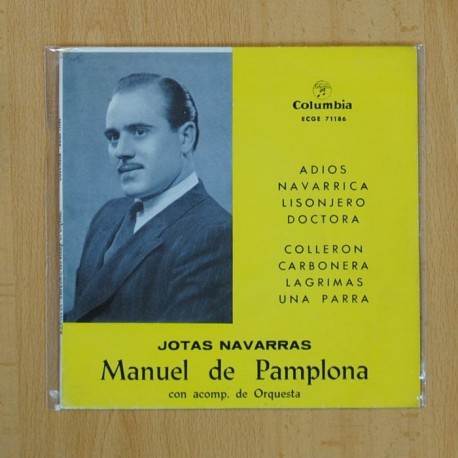 Columbia
ECGE 71186
ADIOS
NAVARRICA
LISONJERO
DOCTORA
COLLERON
CARBONERA
LAGRIMAS
UNA PARRA
JOTAS NAVARRAS
Manuel de Pamplona
con acomp. de Orquesta